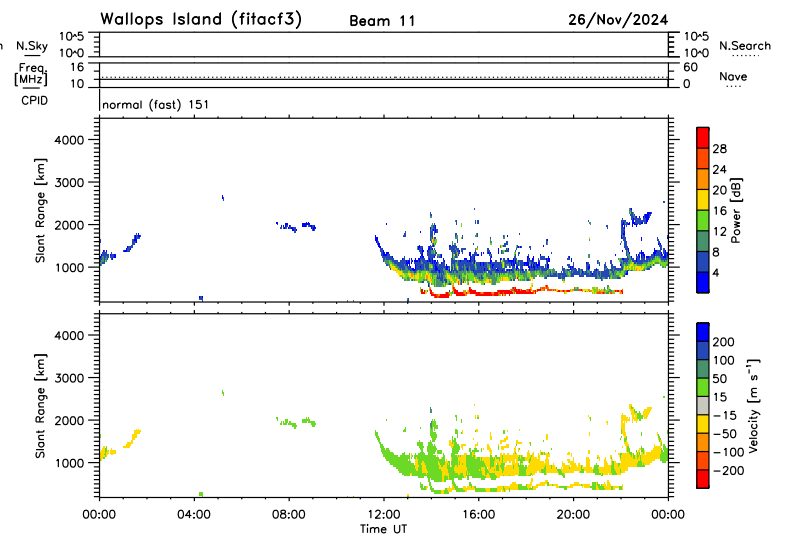 Wallops Island (fitacf3) Beam 11 26/Nov/2024
n N.Sky 10^5 10^0 10^5 10^0 N.Search
Freq. [MHz] 16 10 60 0 Nave
CPID normal (fast) 151
Slant Range [km]
4000
3000
2000
1000
28
24
20
16
12
8
4
Power [dB]
Slant Range [km]
4000
3000
2000
1000
200
100
50
15
-15
-50
-100
-200
Velocity [m s⁻¹]
00:00 04:00 08:00 12:00 16:00 20:00 00:00
Time UT